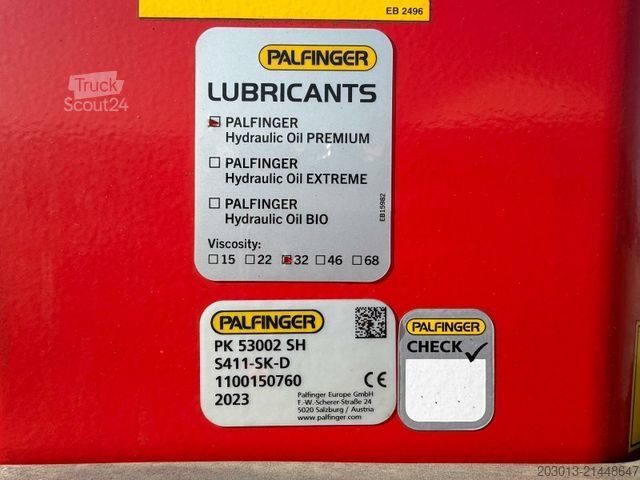 EB 2496
Truck
Scout24
PALFINGER
LUBRICANTS
PALFINGER
Hydraulic Oil PREMIUM
PALFINGER
Hydraulic Oil EXTREME
PALFINGER
Hydraulic Oil BIO
EB15982
Viscosity:
15 22 32 46 68
PALFINGER
PK 53002 SH
S411-SK-D
1100150760
2023
Palfinger Europe GmbH
F.-W.-Scherer-Straße 24
5020 Salzburg / Austria
www.palfinger.com
CE
PALFINGER
CHECK
203013-21448647